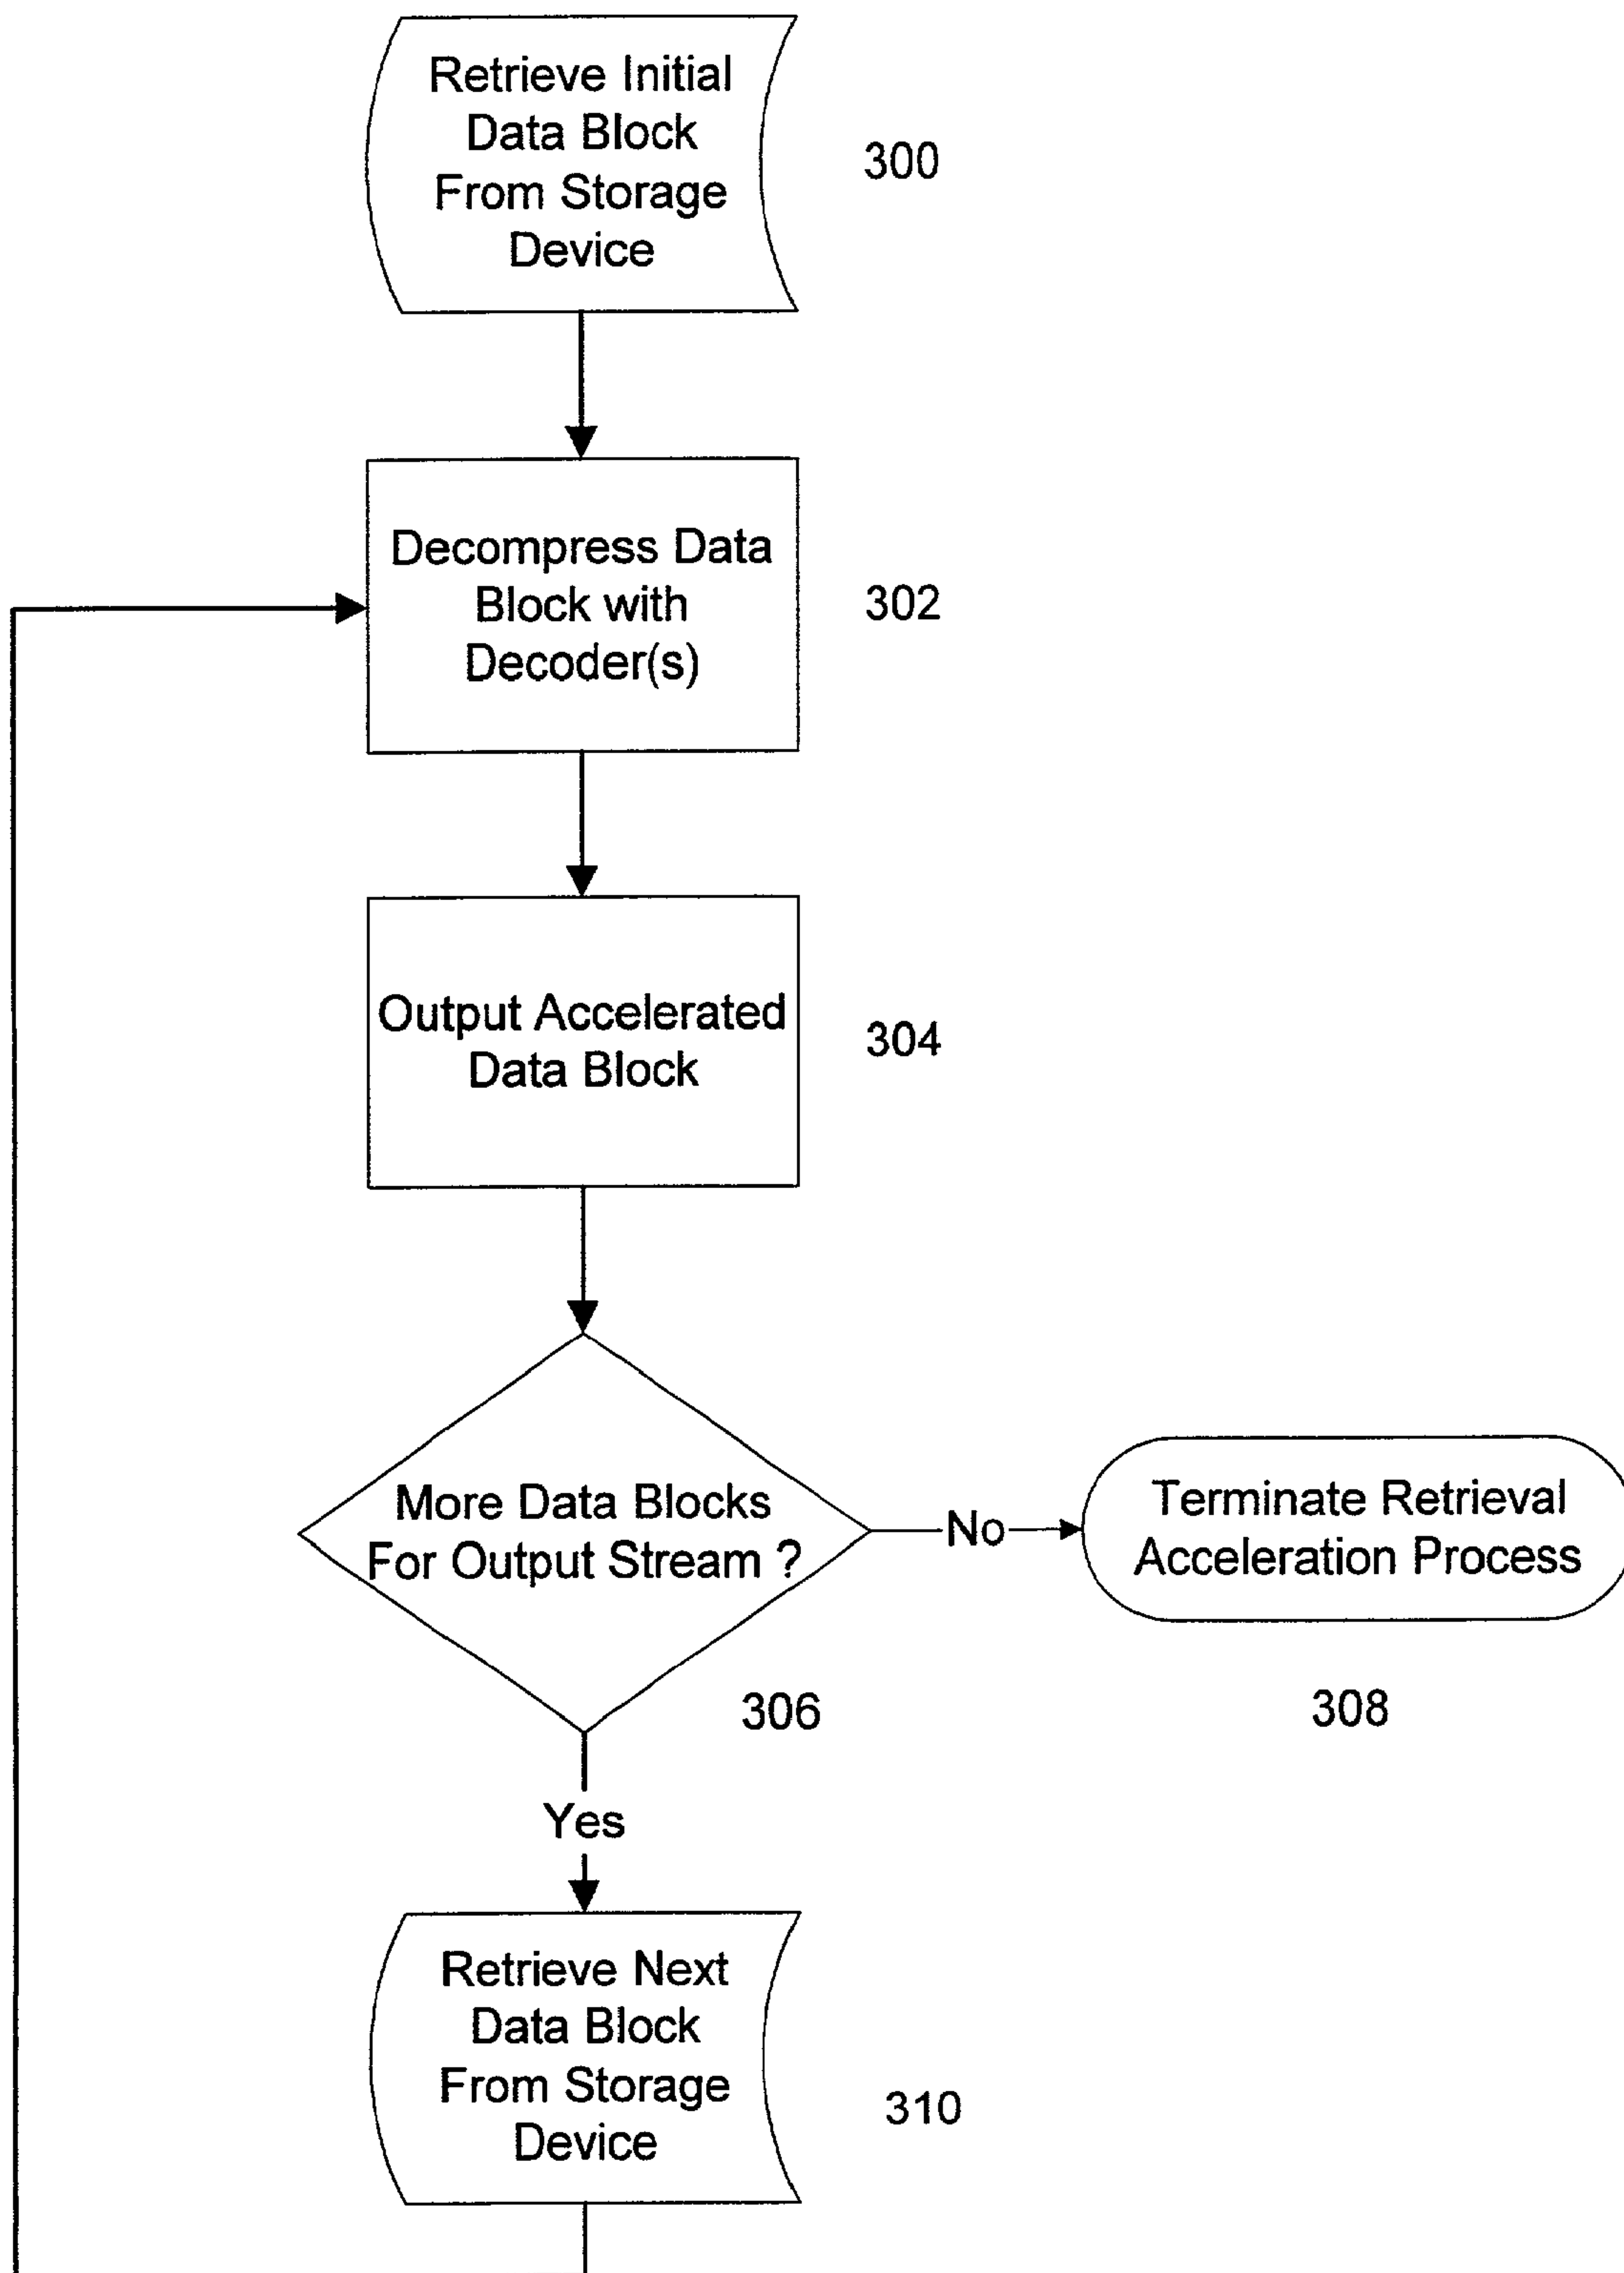 Retrieve Initial
Data Block
From Storage
Device
300
Decompress Data
Block with
Decoder(s)
302
Output Accelerated
Data Block
304
More Data Blocks
For Output Stream ?
306
No
Terminate Retrieval
Acceleration Process
308
Yes
Retrieve Next
Data Block
From Storage
Device
310